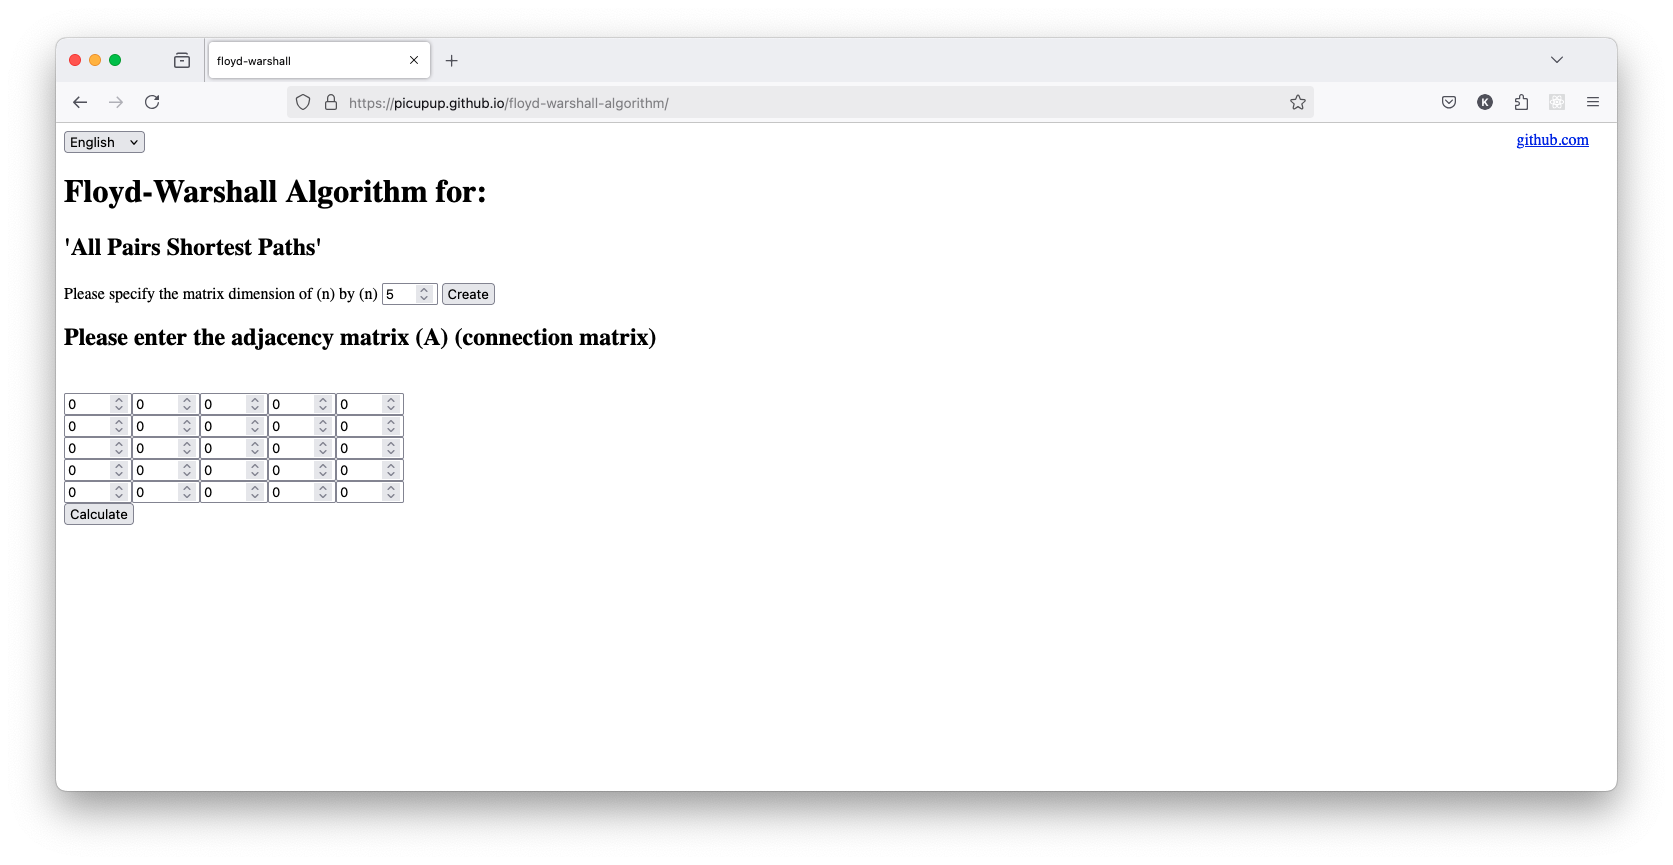 floyd-warshall
https://picupup.github.io/floyd-warshall-algorithm/
K
English
github.com
Floyd-Warshall Algorithm for:
'All Pairs Shortest Paths'
Please specify the matrix dimension of (n) by (n) 5 Create
Please enter the adjacency matrix (A) (connection matrix)
0 0 0 0 0
0 0 0 0 0
0 0 0 0 0
0 0 0 0 0
0 0 0 0 0
Calculate